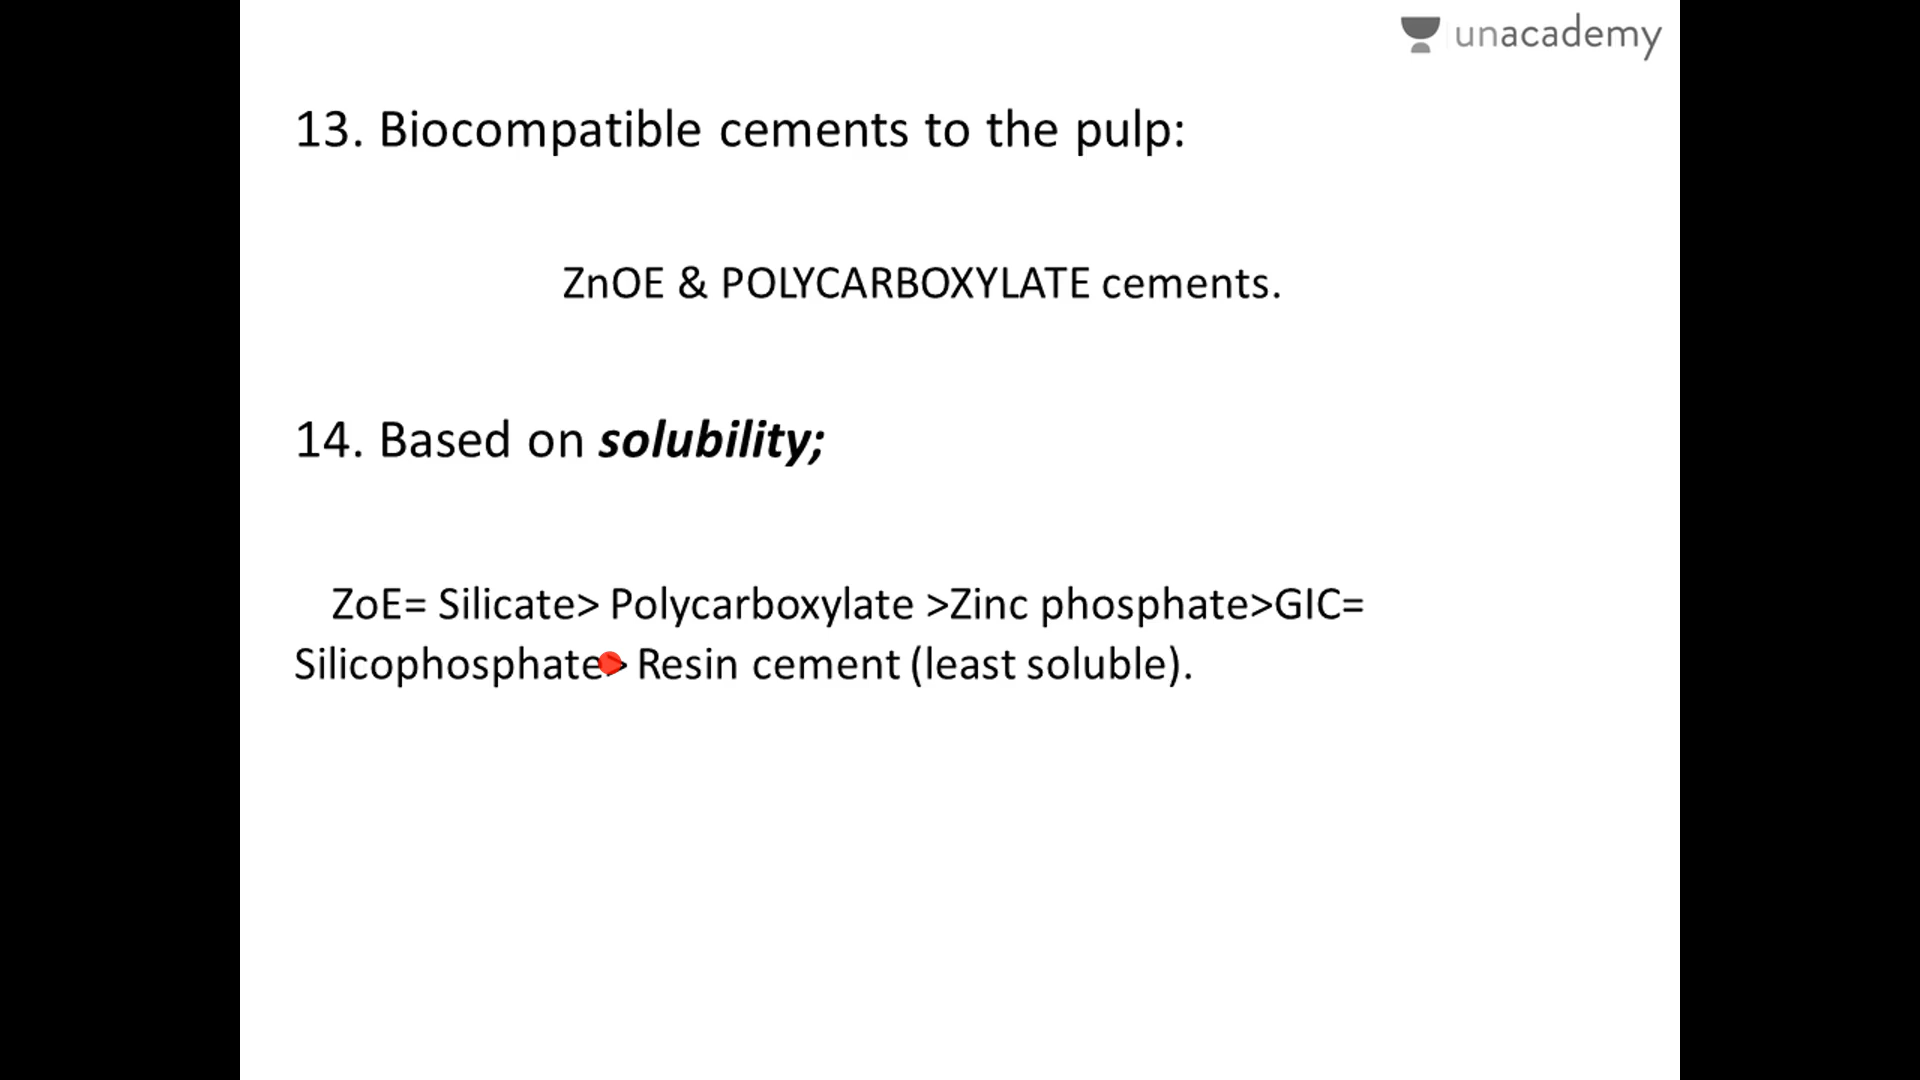 unacademy
13. Biocompatible cements to the pulp:
ZnOE & POLYCARBOXYLATE cements.
14. Based on solubility;
ZoE= Silicate> Polycarboxylate >Zinc phosphate>GIC=
Silicophosphate> Resin cement (least soluble).